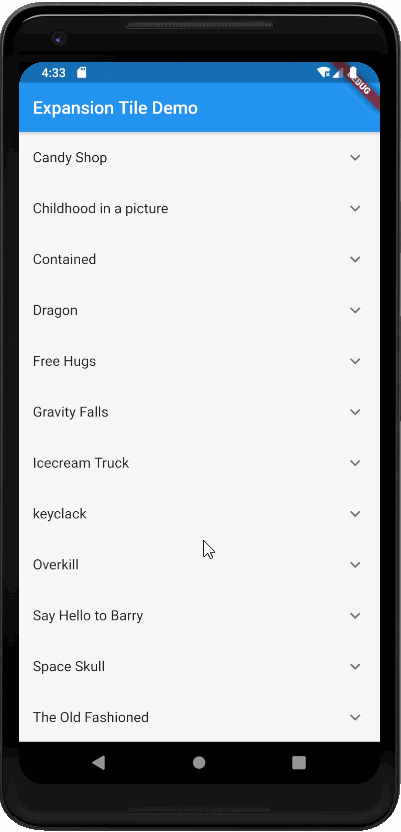 4:33
DEBUG
Expansion Tile Demo
Candy Shop
Childhood in a picture
Contained
Dragon
Free Hugs
Gravity Falls
Icecream Truck
keyclack
Overkill
Say Hello to Barry
Space Skull
The Old Fashioned